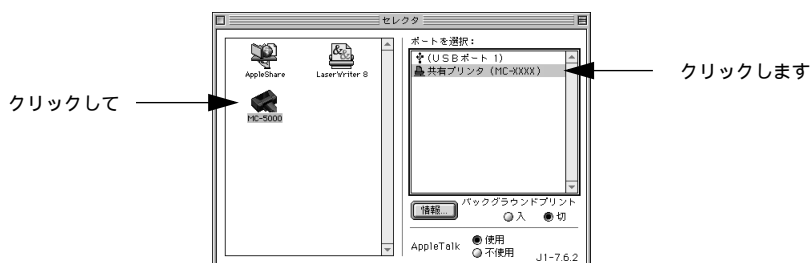 セレクタ
AppleShare
LaserWriter 8
MC-5000
クリックして
ポートを選択：
(USBポート 1)
共有プリンタ (MC-XXXX)
クリックします
バックグラウンドプリント
情報...
入 切
AppleTalk
使用
不使用
J1-7.6.2